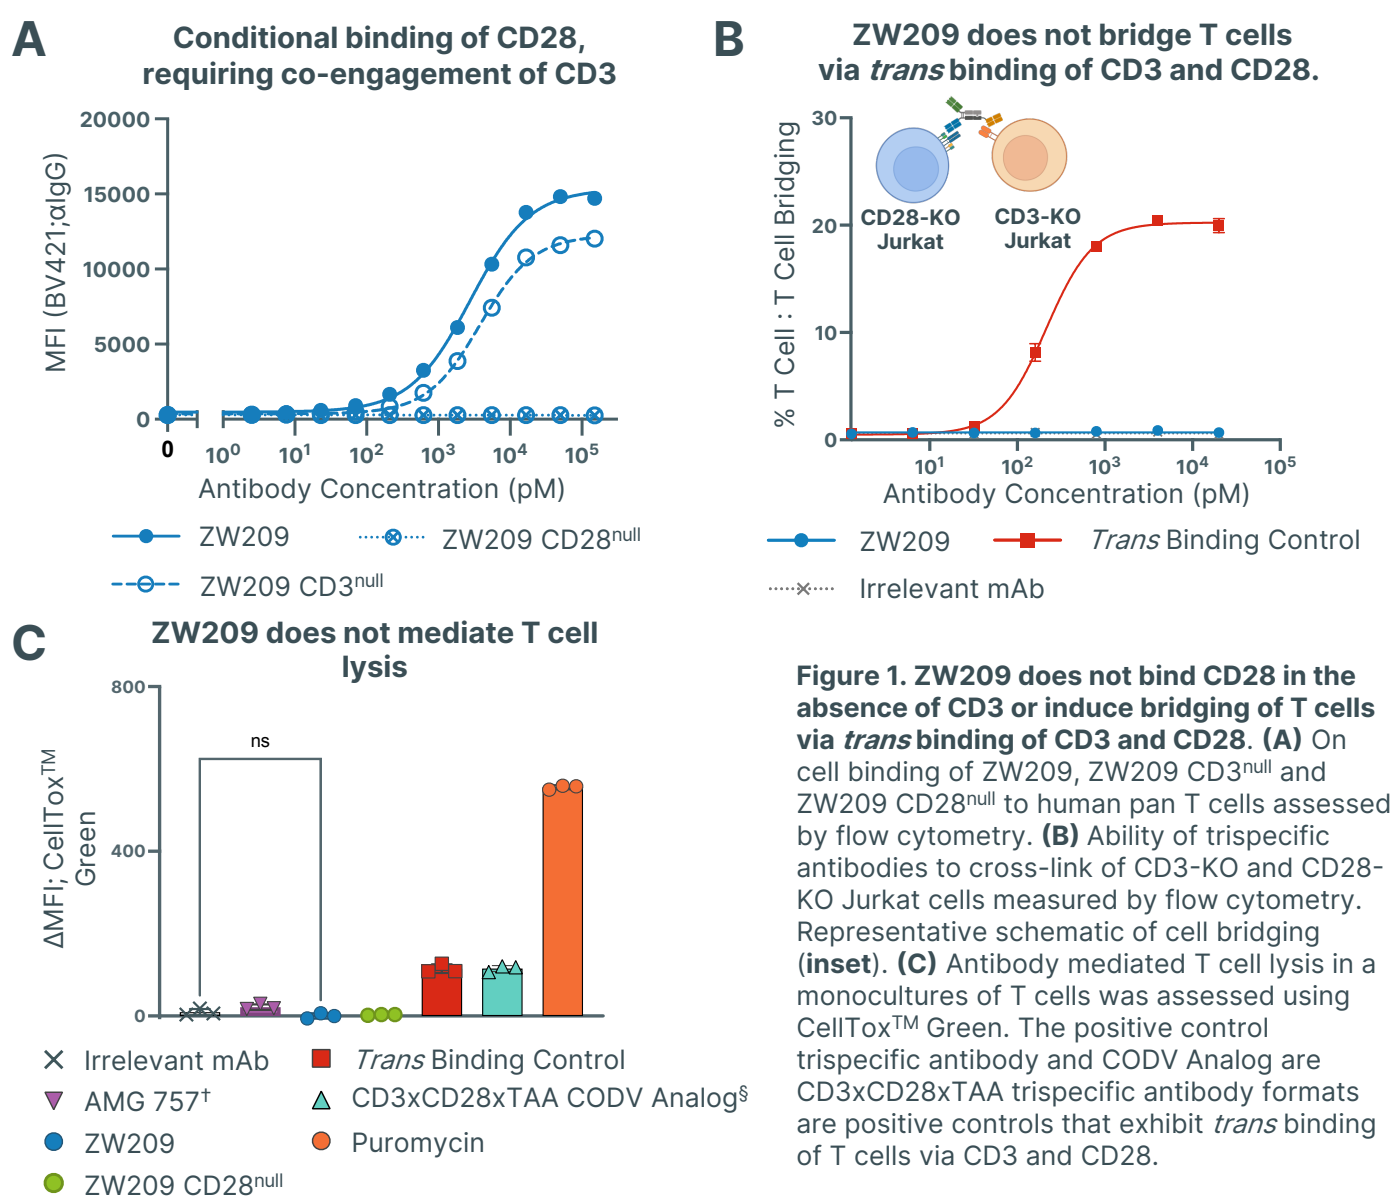 A
Conditional binding of CD28,
requiring co-engagement of CD3
MFI (BV421;αIgG)
20000
15000
10000
5000
0
0
10⁰
10¹
10²
10³
10⁴
10⁵
Antibody Concentration (pM)
ZW209
ZW209 CD28ⁿᵘˡˡ
ZW209 CD3ⁿᵘˡˡ
B
ZW209 does not bridge T cells
via trans binding of CD3 and CD28.
% T Cell : T Cell Bridging
30
20
10
0
CD28-KO
Jurkat
CD3-KO
Jurkat
10¹
10²
10³
10⁴
10⁵
Antibody Concentration (pM)
ZW209
Trans Binding Control
Irrelevant mAb
C
ZW209 does not mediate T cell
lysis
ΔMFI; CellTox™
Green
800
400
0
ns
Irrelevant mAb
AMG 757†
ZW209
ZW209 CD28ⁿᵘˡˡ
Trans Binding Control
CD3xCD28xTAA CODV Analog§
Puromycin
Figure 1. ZW209 does not bind CD28 in the
absence of CD3 or induce bridging of T cells
via trans binding of CD3 and CD28. (A) On
cell binding of ZW209, ZW209 CD3ⁿᵘˡˡ and
ZW209 CD28ⁿᵘˡˡ to human pan T cells assessed
by flow cytometry. (B) Ability of trispecific
antibodies to cross-link of CD3-KO and CD28-
KO Jurkat cells measured by flow cytometry.
Representative schematic of cell bridging
(inset). (C) Antibody mediated T cell lysis in a
monocultures of T cells was assessed using
CellTox™ Green. The positive control
trispecific antibody and CODV Analog are
CD3xCD28xTAA trispecific antibody formats
are positive controls that exhibit trans binding
of T cells via CD3 and CD28.